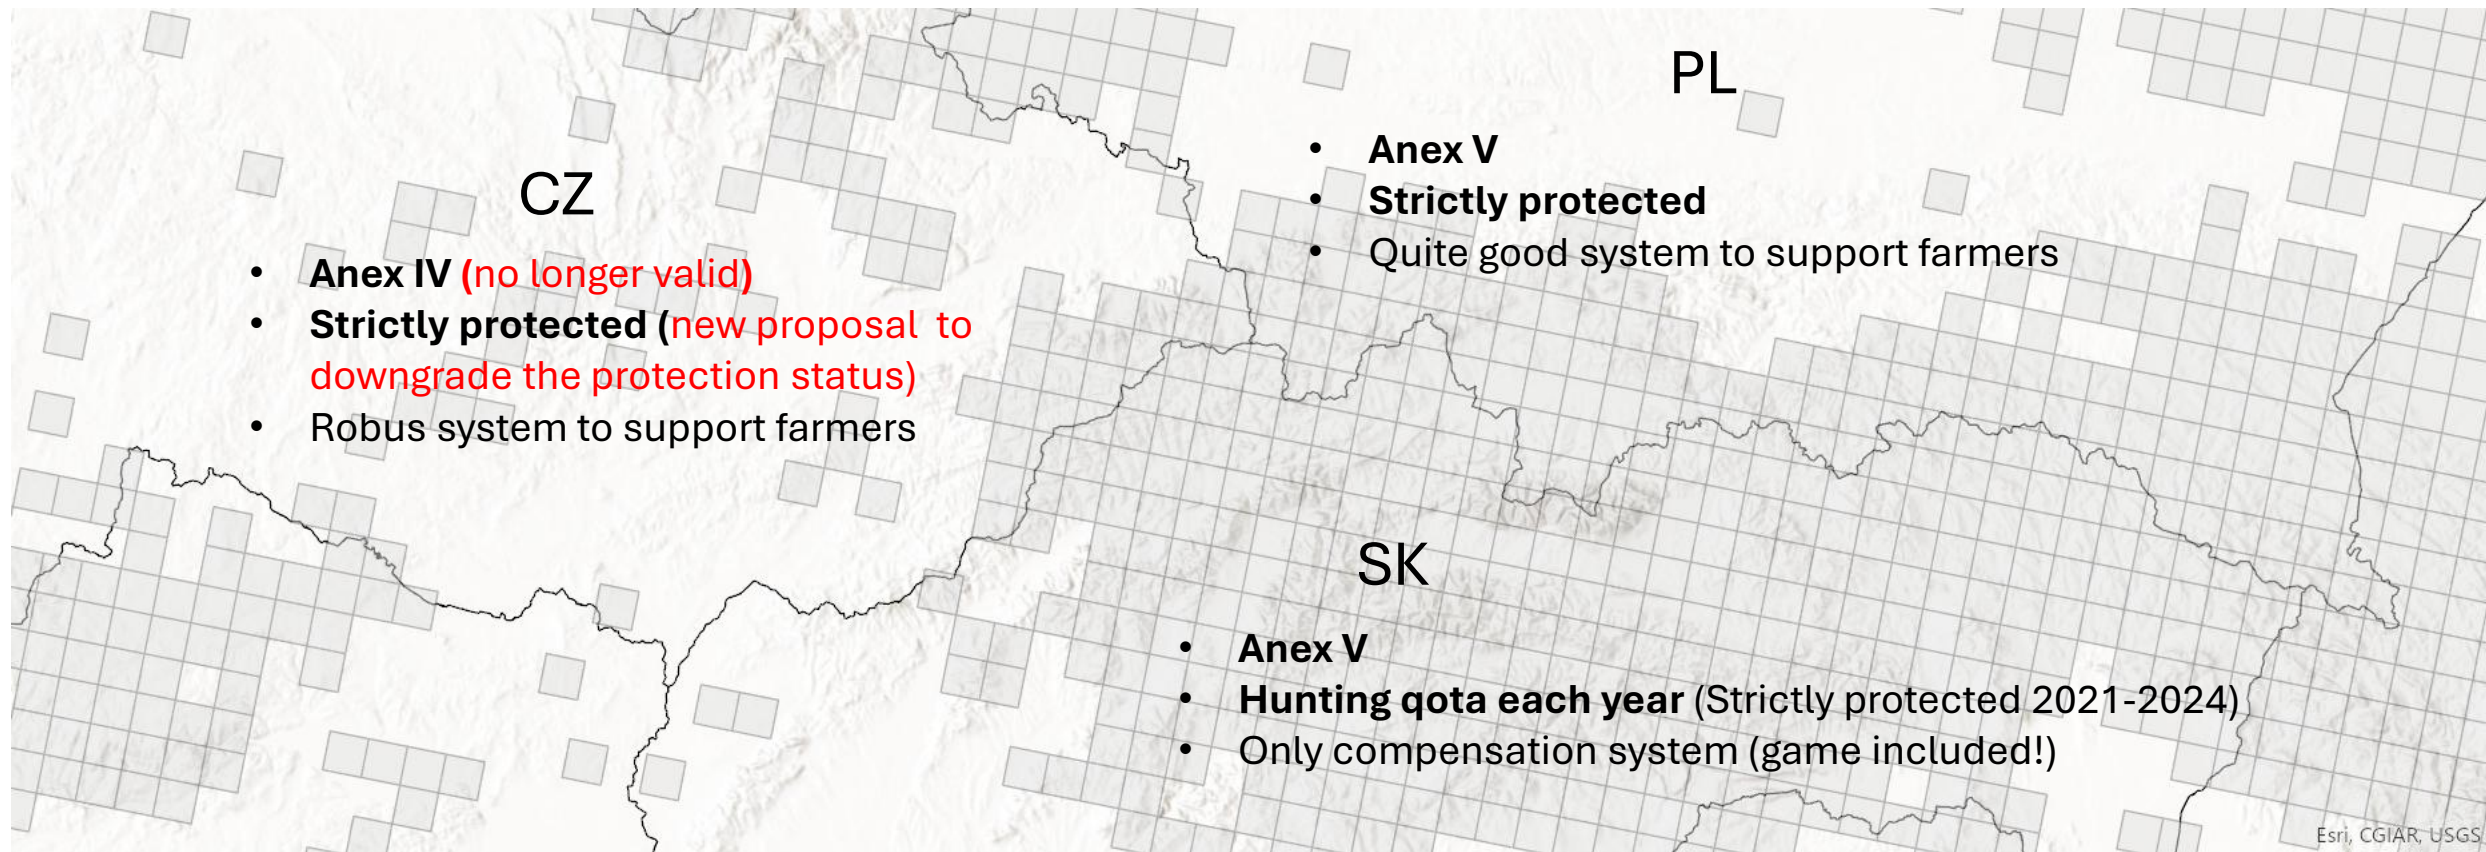 PL
• Anex V
• Strictly protected
• Quite good system to support farmers
CZ
• Anex IV (no longer valid)
• Strictly protected (new proposal to
downgrade the protection status)
• Robus system to support farmers
SK
• Anex V
• Hunting qota each year (Strictly protected 2021-2024)
• Only compensation system (game included!)
Esri, CGIAR, USGS